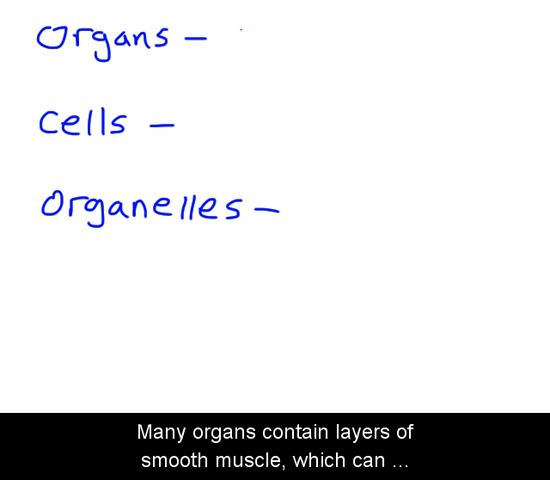 Organs –
Cells –
Organelles –
Many organs contain layers of
smooth muscle, which can ...